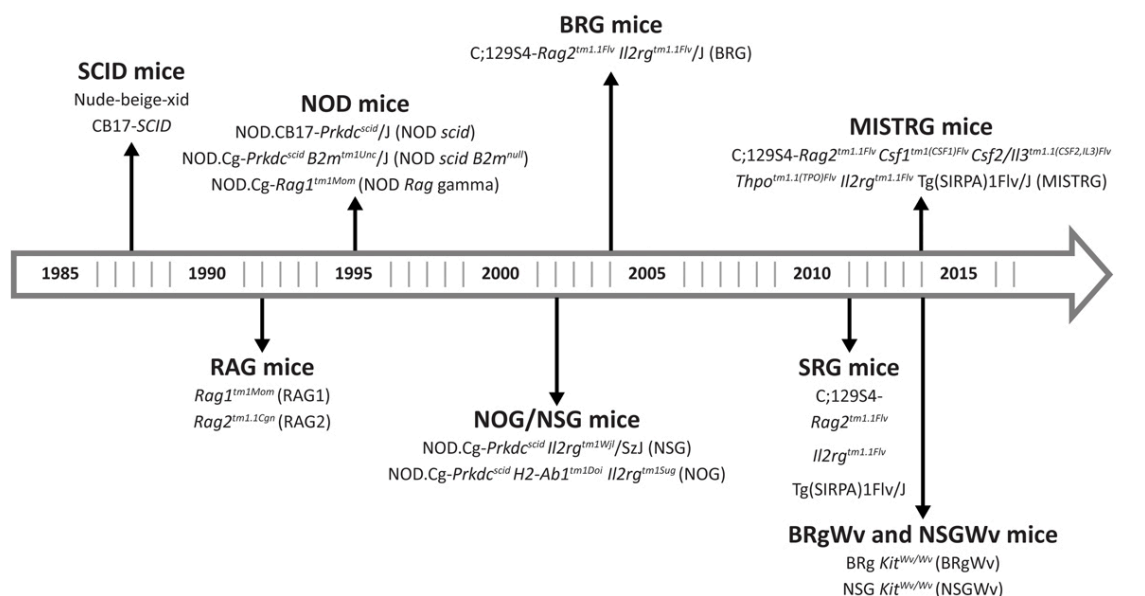 BRG mice
C;129S4-Rag2tm1.1Flv Il2rgtm1.1Flv/J (BRG)
SCID mice
Nude-beige-xid
CB17-SCID
NOD mice
NOD.CB17-Prkdcscid/J (NOD scid)
NOD.Cg-Prkdcscid B2mtm1Unc/J (NOD scid B2mnull)
NOD.Cg-Rag1tm1Mom (NOD Rag gamma)
MISTRG mice
C;129S4-Rag2tm1.1Flv Csf1tm1(CSF1)Flv Csf2/Il3tm1.1(CSF2,IL3)Flv
Thpotm1.1(TPO)Flv Il2rgtm1.1Flv Tg(SIRPA)1Flv/J (MISTRG)
1985 1990 1995 2000 2005 2010 2015
RAG mice
Rag1tm1Mom (RAG1)
Rag2tm1.1Cgn (RAG2)
NOG/NSG mice
NOD.Cg-Prkdcscid Il2rgtm1Wjl/SzJ (NSG)
NOD.Cg-Prkdcscid H2-Ab1tm1Doi Il2rgtm1Sug (NOG)
SRG mice
C;129S4-
Rag2tm1.1Flv
Il2rgtm1.1Flv
Tg(SIRPA)1Flv/J
BRgWv and NSGWv mice
BRg KitWv/Wv (BRgWv)
NSG KitWv/Wv (NSGWv)